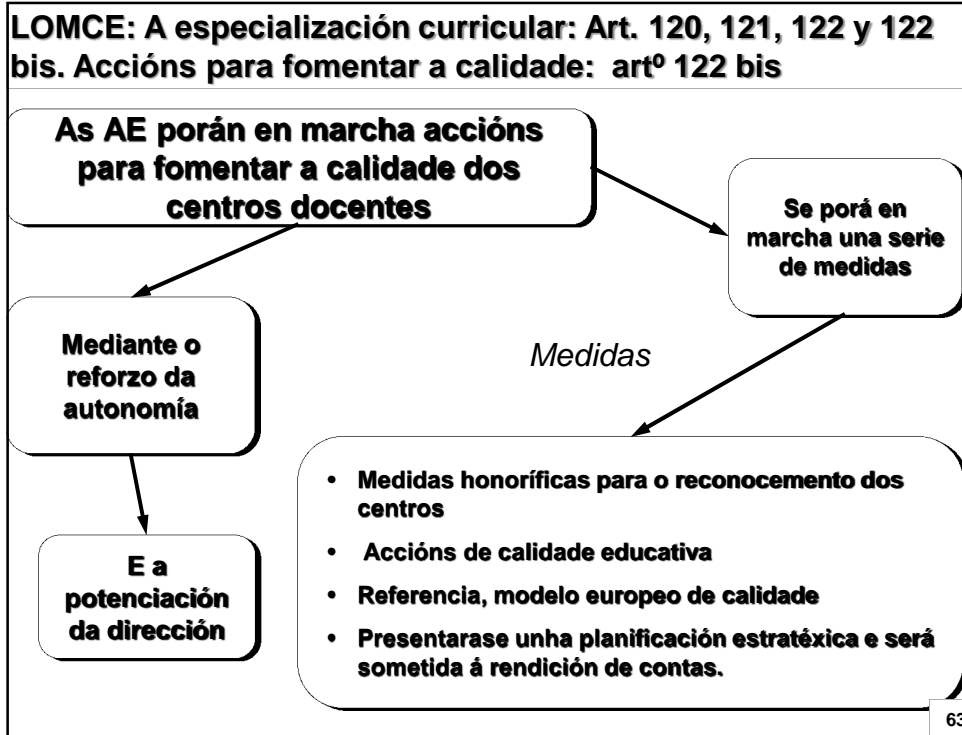 LOMCE: A especialización curricular: Art. 120, 121, 122 y 122
bis. Accións para fomentar a calidade: artº 122 bis
As AE porán en marcha accións
para fomentar a calidade dos
centros docentes
Se porá en
marcha una serie
de medidas
Mediante o
reforzo da
autonomía
Medidas
E a
potenciación
da dirección
• Medidas honoríficas para o reconocemento dos
centros
• Accións de calidade educativa
• Referencia, modelo europeo de calidade
• Presentarase unha planificación estratéxica e será
sometida á rendición de contas.
63